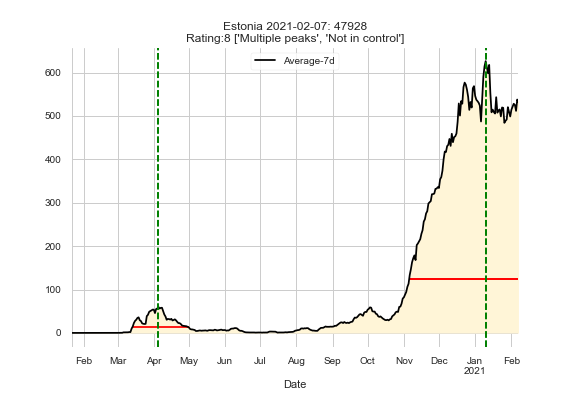 Estonia 2021-02-07: 47928
Rating:8 ['Multiple peaks', 'Not in control']
Average-7d
600
500
400
300
200
100
0
Feb Mar Apr May Jun Jul Aug Sep Oct Nov Dec Jan Feb
2021
Date